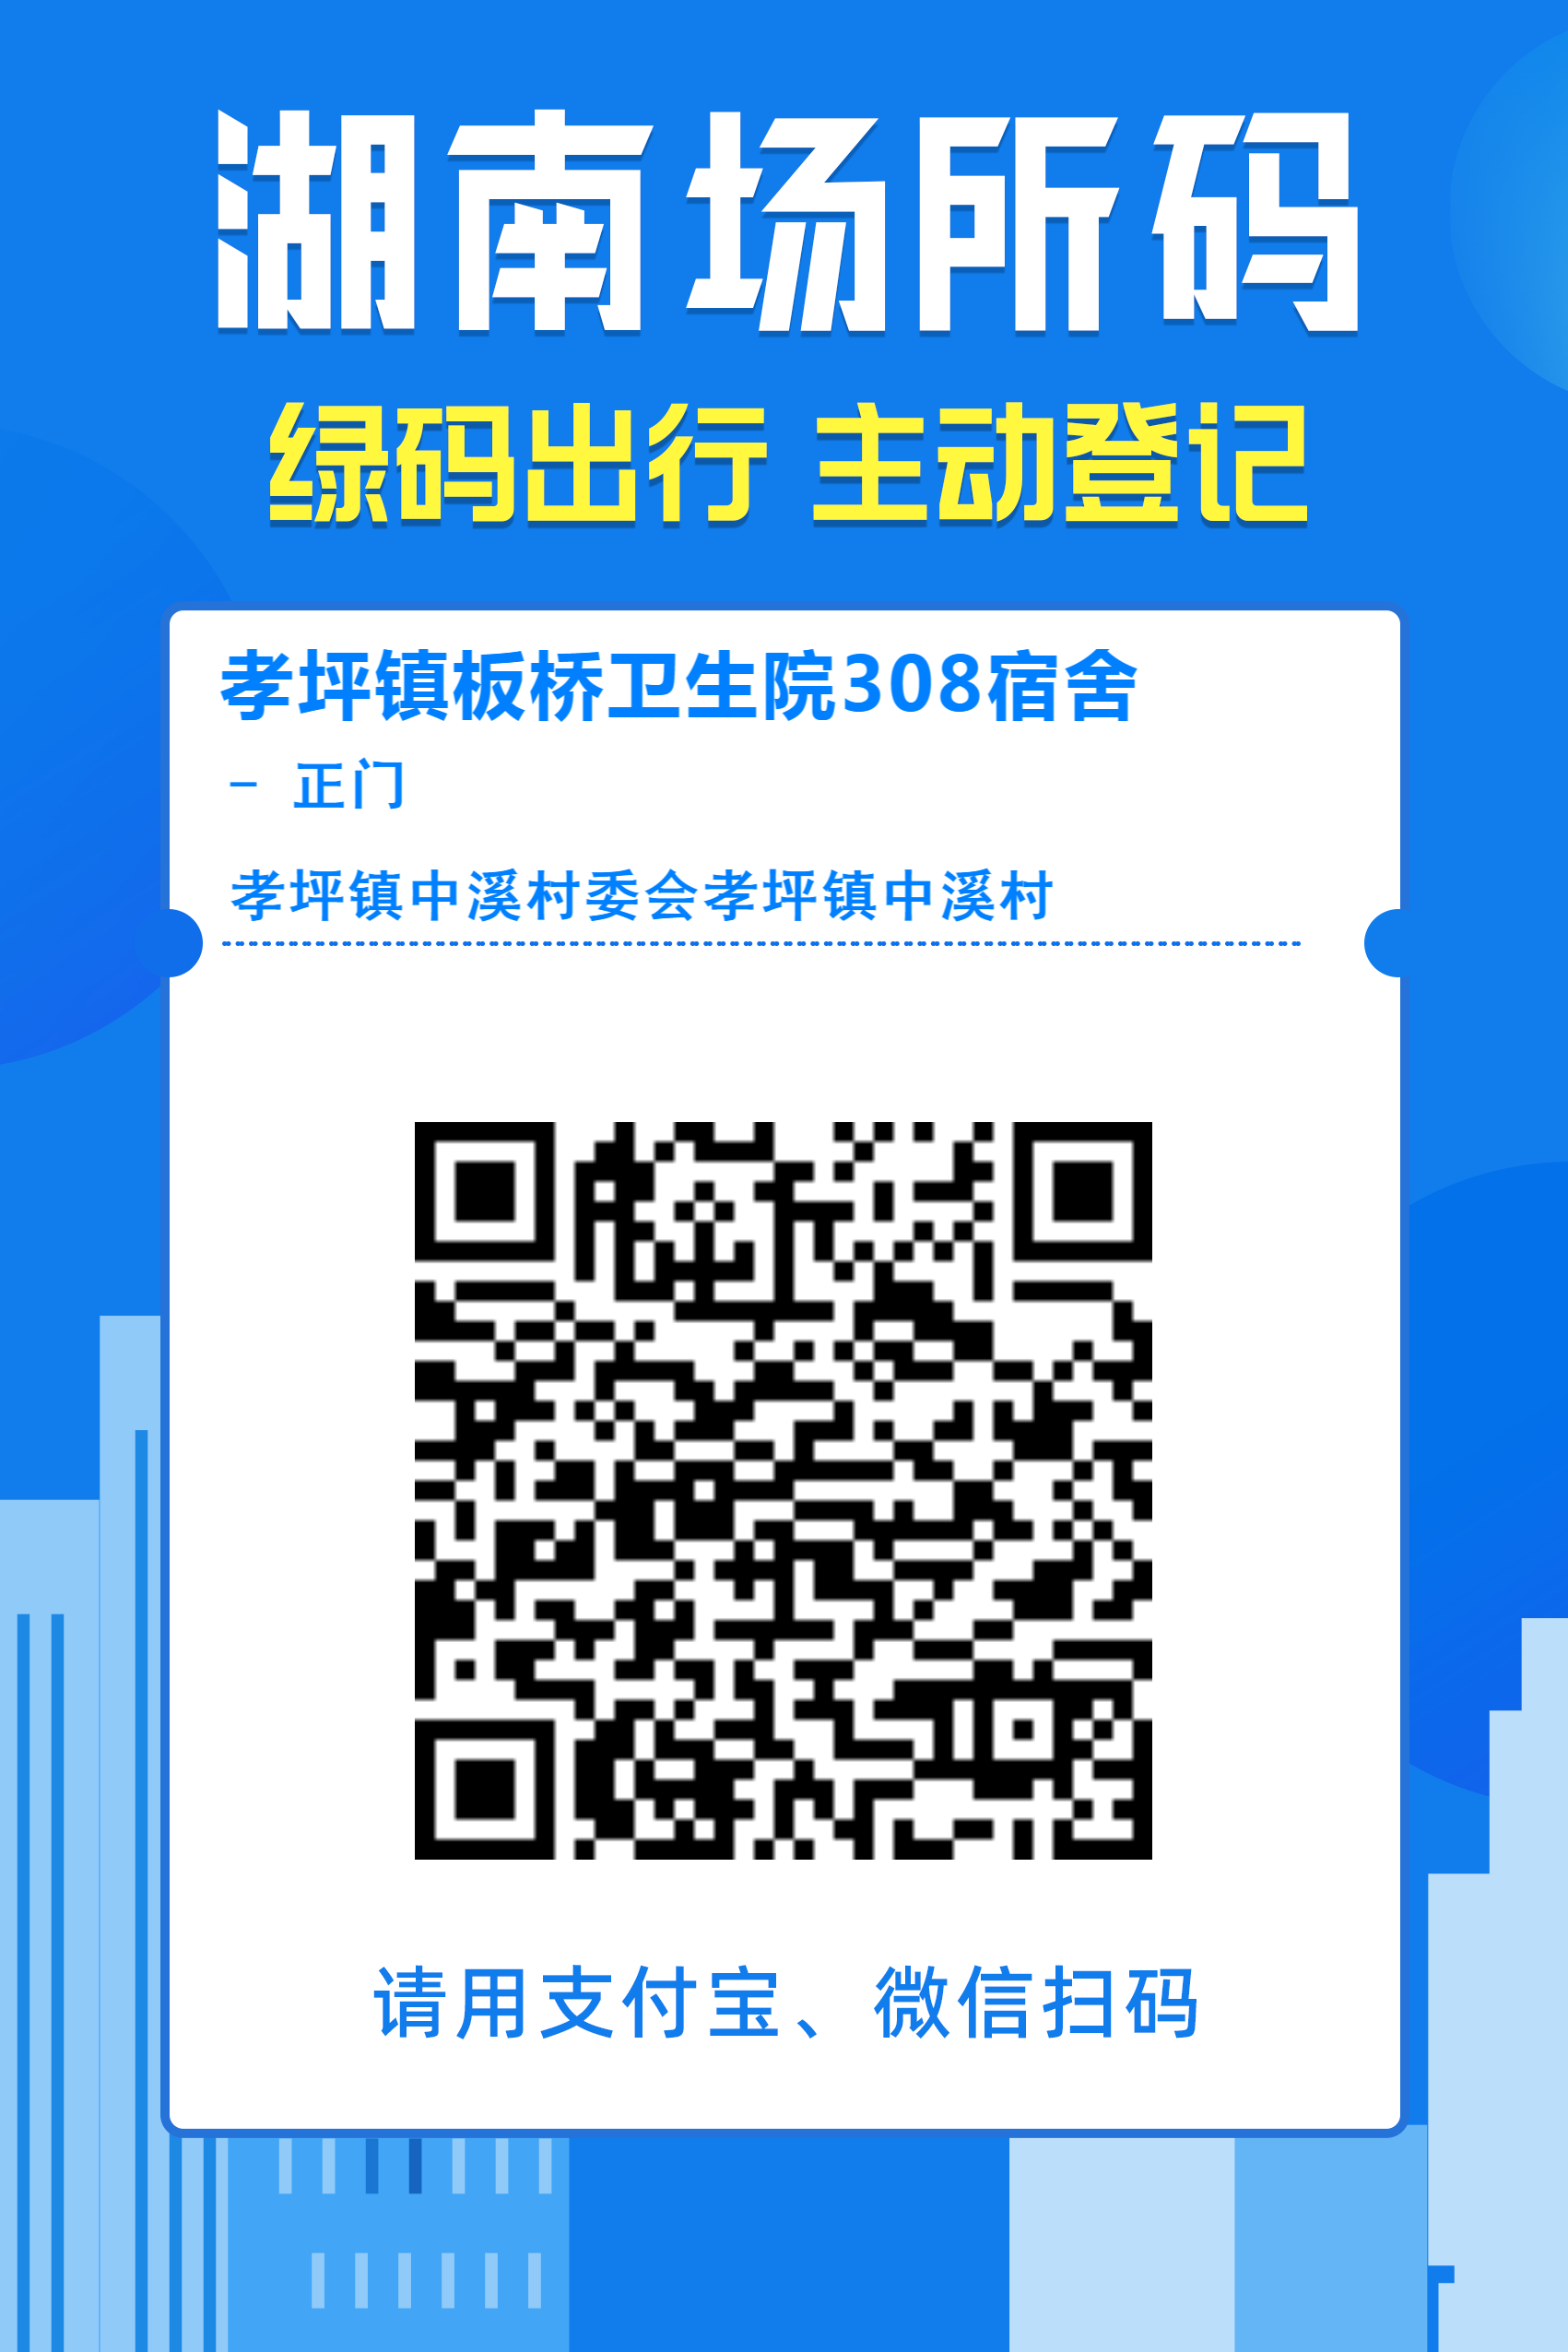 湖南场所码
绿码出行 主动登记
孝坪镇板桥卫生院308宿舍
– 正门
孝坪镇中溪村委会孝坪镇中溪村
请用支付宝、微信扫码